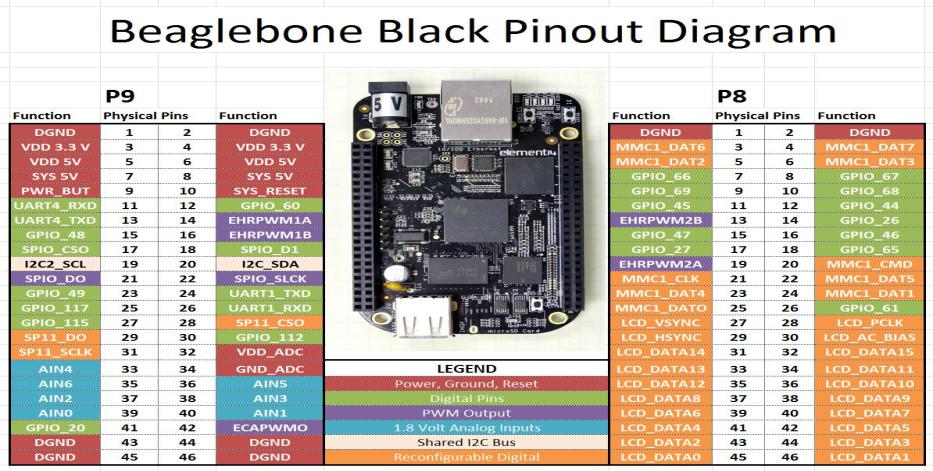 Beaglebone Black Pinout Diagram
P9
Function Physical Pins Function
DGND 1 2 DGND
VDD 3.3 V 3 4 VDD 3.3 V
VDD 5V 5 6 VDD 5V
SYS 5V 7 8 SYS 5V
PWR_BUT 9 10 SYS_RESET
UART4_RXD 11 12 GPIO_60
UART4_TXD 13 14 EHRPWM1A
GPIO_48 15 16 EHRPWM1B
SPIO_CSO 17 18 SPIO_D1
I2C2_SCL 19 20 I2C_SDA
SPIO_DO 21 22 SPIO_SLCK
GPIO_49 23 24 UART1_TXD
GPIO_117 25 26 UART1_RXD
GPIO_115 27 28 SP11_CSO
SP11_DO 29 30 GPIO_112
SP11_SCLK 31 32 VDD_ADC
AIN4 33 34 GND_ADC
AIN6 35 36 AIN5
AIN2 37 38 AIN3
AIN0 39 40 AIN1
GPIO_20 41 42 ECAPWMO
DGND 43 44 DGND
DGND 45 46 DGND
5 V
1442
10/100 Ethernet
element14
microSD Card
LEGEND
Power, Ground, Reset
Digital Pins
PWM Output
1.8 Volt Analog Inputs
Shared I2C Bus
Reconfigurable Digital
P8
Function Physical Pins Function
DGND 1 2 DGND
MMC1_DAT6 3 4 MMC1_DAT7
MMC1_DAT2 5 6 MMC1_DAT3
GPIO_66 7 8 GPIO_67
GPIO_69 9 10 GPIO_68
GPIO_45 11 12 GPIO_44
EHRPWM2B 13 14 GPIO_26
GPIO_47 15 16 GPIO_46
GPIO_27 17 18 GPIO_65
EHRPWM2A 19 20 MMC1_CMD
MMC1_CLK 21 22 MMC1_DAT5
MMC1_DAT4 23 24 MMC1_DAT1
MMC1_DATO 25 26 GPIO_61
LCD_VSYNC 27 28 LCD_PCLK
LCD_HSYNC 29 30 LCD_AC_BIAS
LCD_DATA14 31 32 LCD_DATA15
LCD_DATA13 33 34 LCD_DATA11
LCD_DATA12 35 36 LCD_DATA10
LCD_DATA8 37 38 LCD_DATA9
LCD_DATA6 39 40 LCD_DATA7
LCD_DATA4 41 42 LCD_DATA5
LCD_DATA2 43 44 LCD_DATA3
LCD_DATA0 45 46 LCD_DATA1